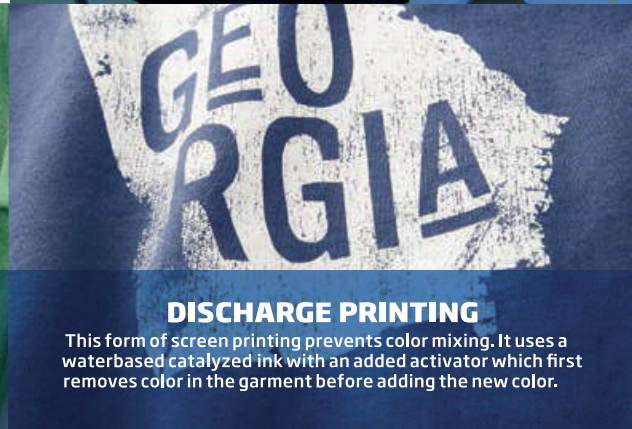 GEO
RGIA
DISCHARGE PRINTING
This form of screen printing prevents color mixing. It uses a
waterbased catalyzed ink with an added activator which first
removes color in the garment before adding the new color.